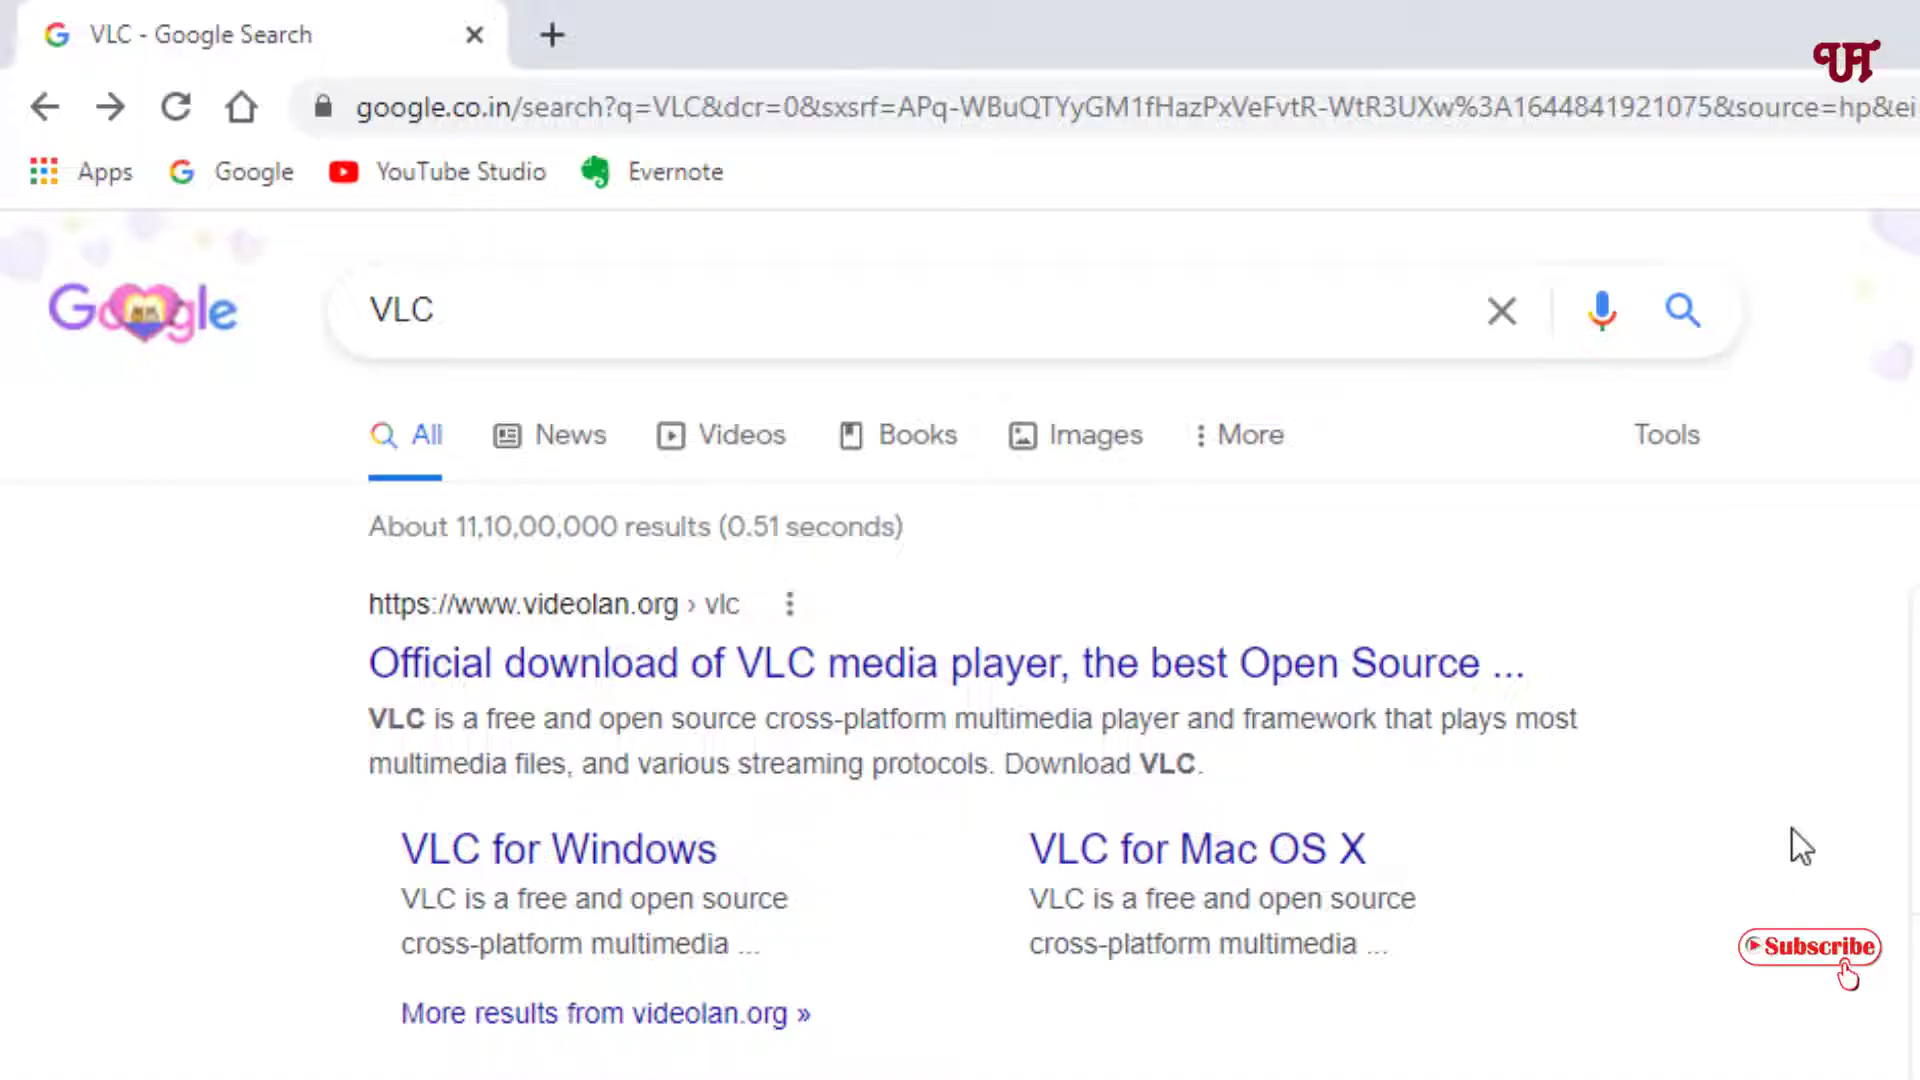 VLC - Google Search
google.co.in/search?q=VLC&dcr=0&sxsrf=APq-WBuQTYyGM1fHazPxVeFvtR-WtR3UXw%3A1644841921075&source=hp&ei
Apps Google YouTube Studio Evernote
Google VLC
All News Videos Books Images More Tools
About 11,10,00,000 results (0.51 seconds)
https://www.videolan.org › vlc
Official download of VLC media player, the best Open Source ...
VLC is a free and open source cross-platform multimedia player and framework that plays most
multimedia files, and various streaming protocols. Download VLC.
VLC for Windows VLC for Mac OS X
VLC is a free and open source VLC is a free and open source
cross-platform multimedia ... cross-platform multimedia ...
Subscribe
More results from videolan.org »